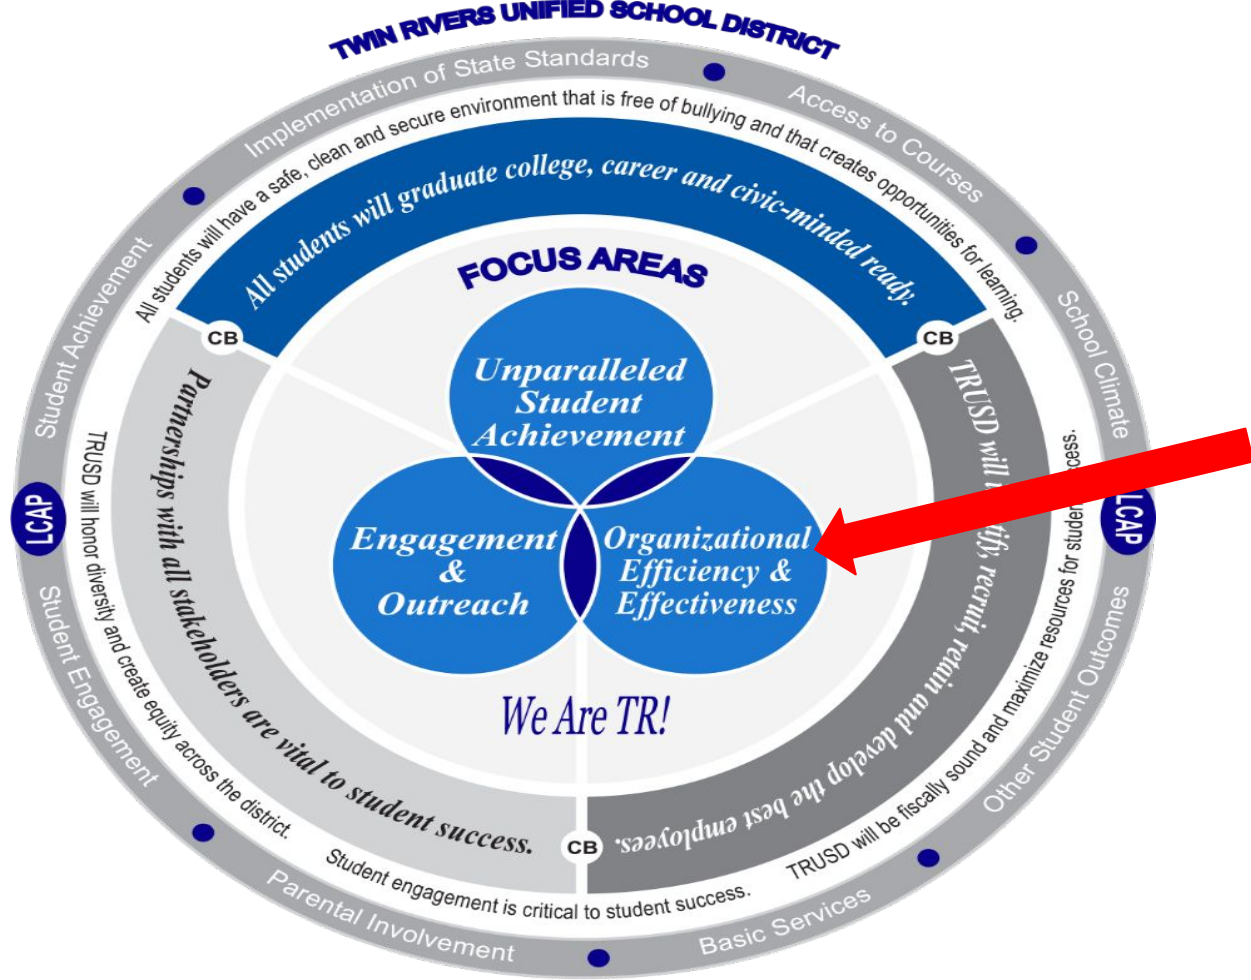 TWIN RIVERS UNIFIED SCHOOL DISTRICT
Implementation of State Standards
Access to Courses
School Climate
Other Student Outcomes
Basic Services
Parental Involvement
Student Engagement
Student Achievement
LCAP
LCAP
All students will have a safe, clean and secure environment that is free of bullying and that creates opportunities for learning.
TRUSD will be fiscally sound and maximize resources for student
Student engagement is critical to student success.
TRUSD will honor diversity and create equity across the district.
All students will graduate college, career and civic-minded ready.
TRUSD will recruit, retain and develop the best employees.
Partnerships with all stakeholders are vital to student success.
CB
CB
CB
FOCUS AREAS
Unparalleled
Student
Achievement
Engagement
&
Outreach
Organizational
Efficiency &
Effectiveness
We Are TR!